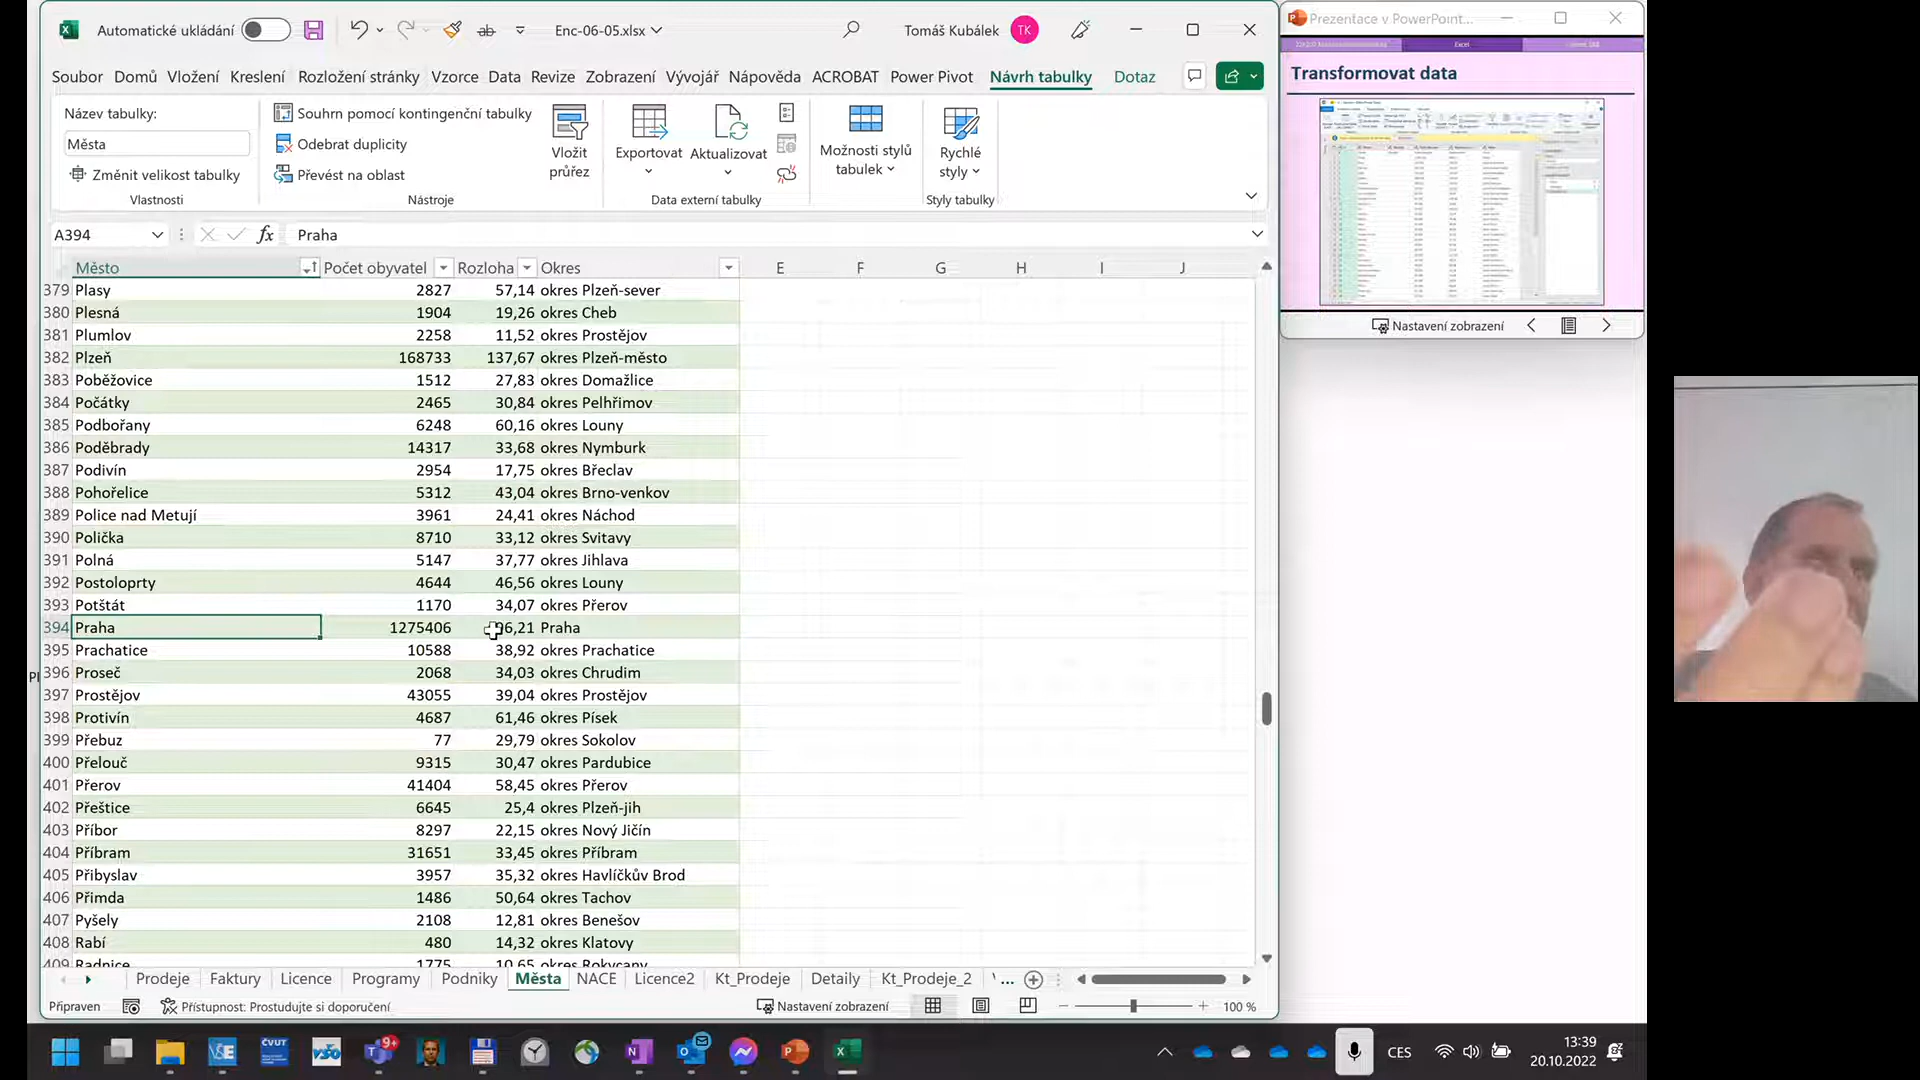 Automatické ukládání
Enc-06-05.xlsx
Tomáš Kubálek
TK
Soubor Domů Vložení Kreslení Rozložení stránky Vzorce Data Revize Zobrazení Vývojář Nápověda ACROBAT Power Pivot Návrh tabulky Dotaz
Název tabulky:
Města
Změnit velikost tabulky
Vlastnosti
Souhrn pomocí kontingenční tabulky
Odebrat duplicity
Převést na oblast
Nástroje
Vložit
průřez
Exportovat
Aktualizovat
Data externí tabulky
Možnosti stylů
tabulek
Rychlé
styly
Styly tabulky
A394
fx
Praha
Město Počet obyvatel Rozloha Okres E F G H I J
379 Plasy 2827 57,14 okres Plzeň-sever
380 Plesná 1904 19,26 okres Cheb
381 Plumlov 2258 11,52 okres Prostějov
382 Plzeň 168733 137,67 okres Plzeň-město
383 Poběžovice 1512 27,83 okres Domažlice
384 Počátky 2465 30,84 okres Pelhřimov
385 Podbořany 6248 60,16 okres Louny
386 Poděbrady 14317 33,68 okres Nymburk
387 Podivín 2954 17,75 okres Břeclav
388 Pohořelice 5312 43,04 okres Brno-venkov
389 Police nad Metují 3961 24,41 okres Náchod
390 Polička 8710 33,12 okres Svitavy
391 Polná 5147 37,77 okres Jihlava
392 Postoloprty 4644 46,56 okres Louny
393 Potštát 1170 34,07 okres Přerov
394 Praha 1275406 6,21 Praha
395 Prachatice 10588 38,92 okres Prachatice
396 Proseč 2068 34,03 okres Chrudim
397 Prostějov 43055 39,04 okres Prostějov
398 Protivín 4687 61,46 okres Písek
399 Přebuz 77 29,79 okres Sokolov
400 Přelouč 9315 30,47 okres Pardubice
401 Přerov 41404 58,45 okres Přerov
402 Přeštice 6645 25,4 okres Plzeň-jih
403 Příbor 8297 22,15 okres Nový Jičín
404 Příbram 31651 33,45 okres Příbram
405 Přibyslav 3957 35,32 okres Havlíčkův Brod
406 Přimda 1486 50,64 okres Tachov
407 Pyšely 2108 12,81 okres Benešov
408 Rabí 480 14,32 okres Klatovy
409 Radnice 1775 10,65 okres Rokycany
Prodeje Faktury Licence Programy Podniky Města NACE Licence2 Kt_Prodeje Detaily Kt_Prodeje_2 ...
Připraven
Přístupnost: Prostudujte si doporučení
Nastavení zobrazení
100 %
Prezentace v PowerPoint...
Excel
Transformovat data
Nastavení zobrazení
ČVUT
VŠO
9+
CES
13:39
20.10.2022